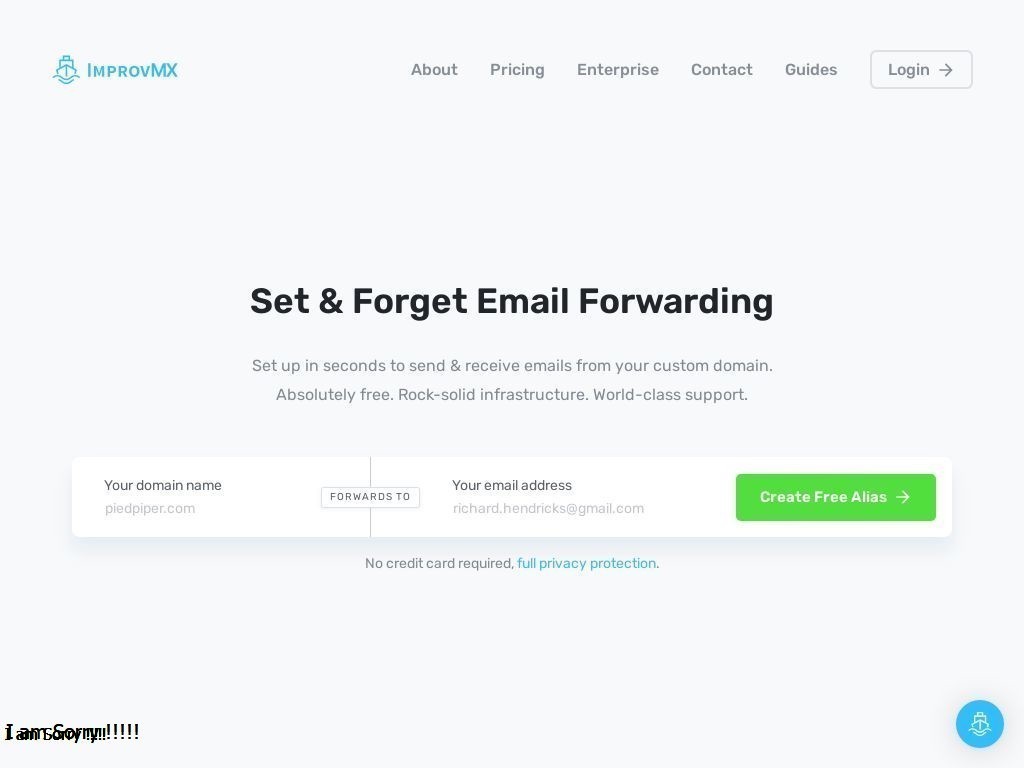 IMPROVMX
About Pricing Enterprise Contact Guides Login
Set & Forget Email Forwarding
Set up in seconds to send & receive emails from your custom domain.
Absolutely free. Rock-solid infrastructure. World-class support.
Your domain name
piedpiper.com
FORWARDS TO
Your email address
richard.hendricks@gmail.com
Create Free Alias
No credit card required, full privacy protection.
I am Sorry !!!!!
I am Sorry !!!!!